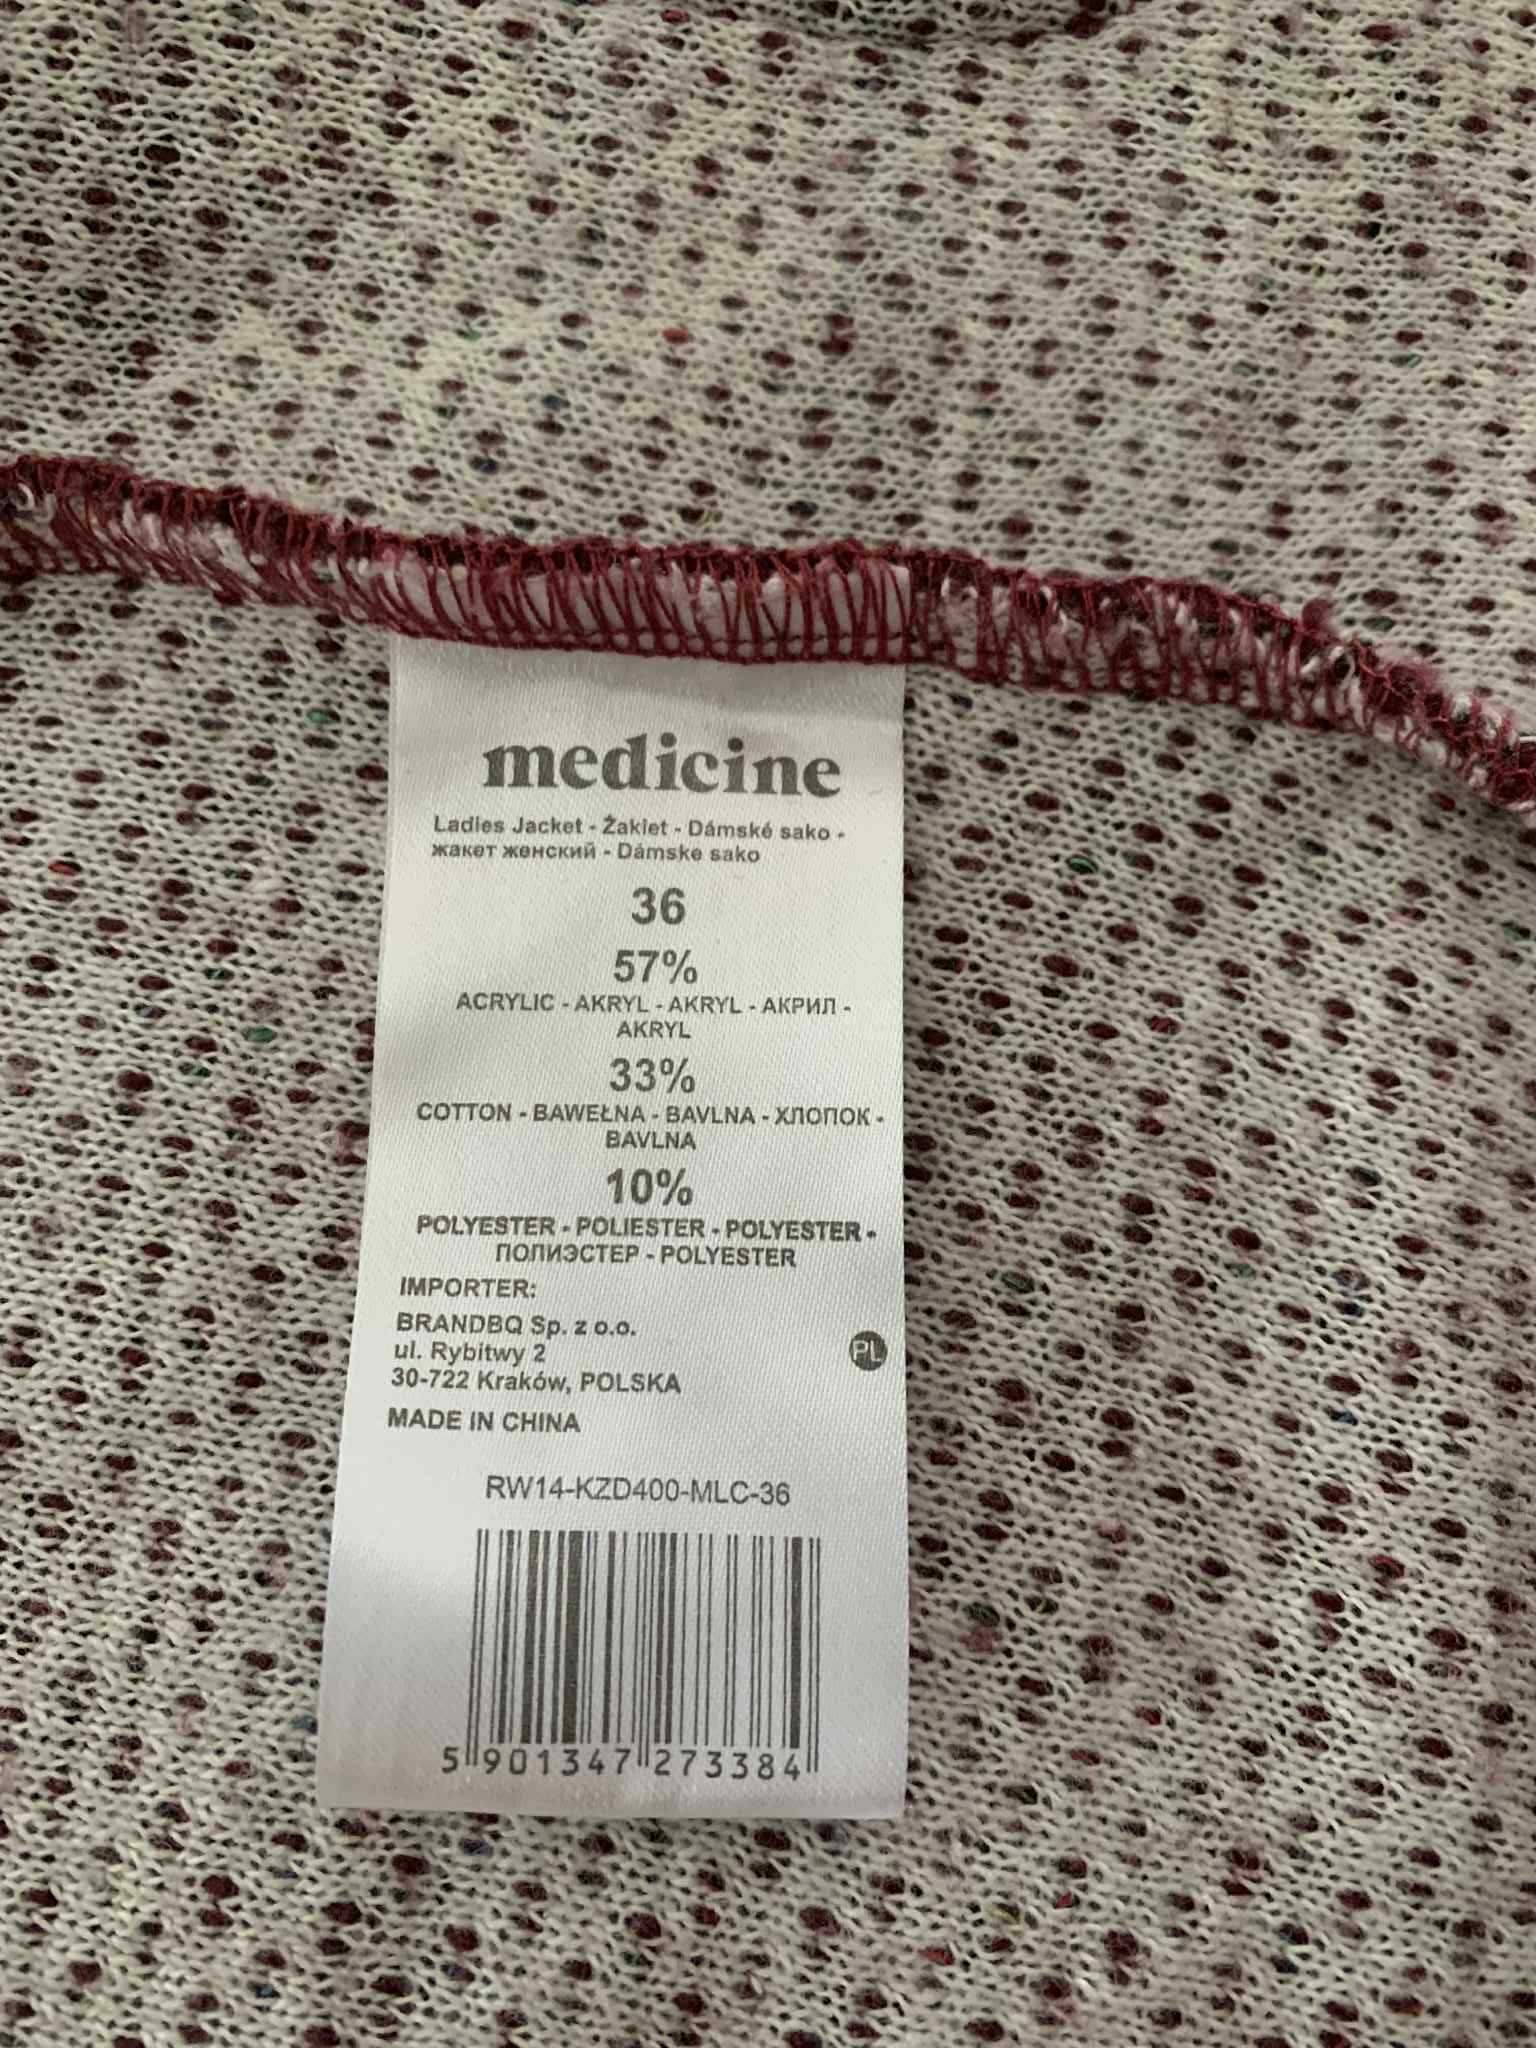 medicine
Ladies Jacket - Żakiet - Dámské sako -
жакет женский - Dámske sako
36
57%
ACRYLIC - AKRYL - AKRYL - АКРИЛ -
AKRYL
33%
COTTON - BAWEŁNA - BAVLNA - ХЛОПОК -
BAVLNA
10%
POLYESTER - POLIESTER - POLYESTER -
ПОЛИЭСТЕР - POLYESTER
IMPORTER:
BRANDBQ Sp. z o.o.
ul. Rybitwy 2
PL
30-722 Kraków, POLSKA
MADE IN CHINA
RW14-KZD400-MLC-36
5 901347 273384